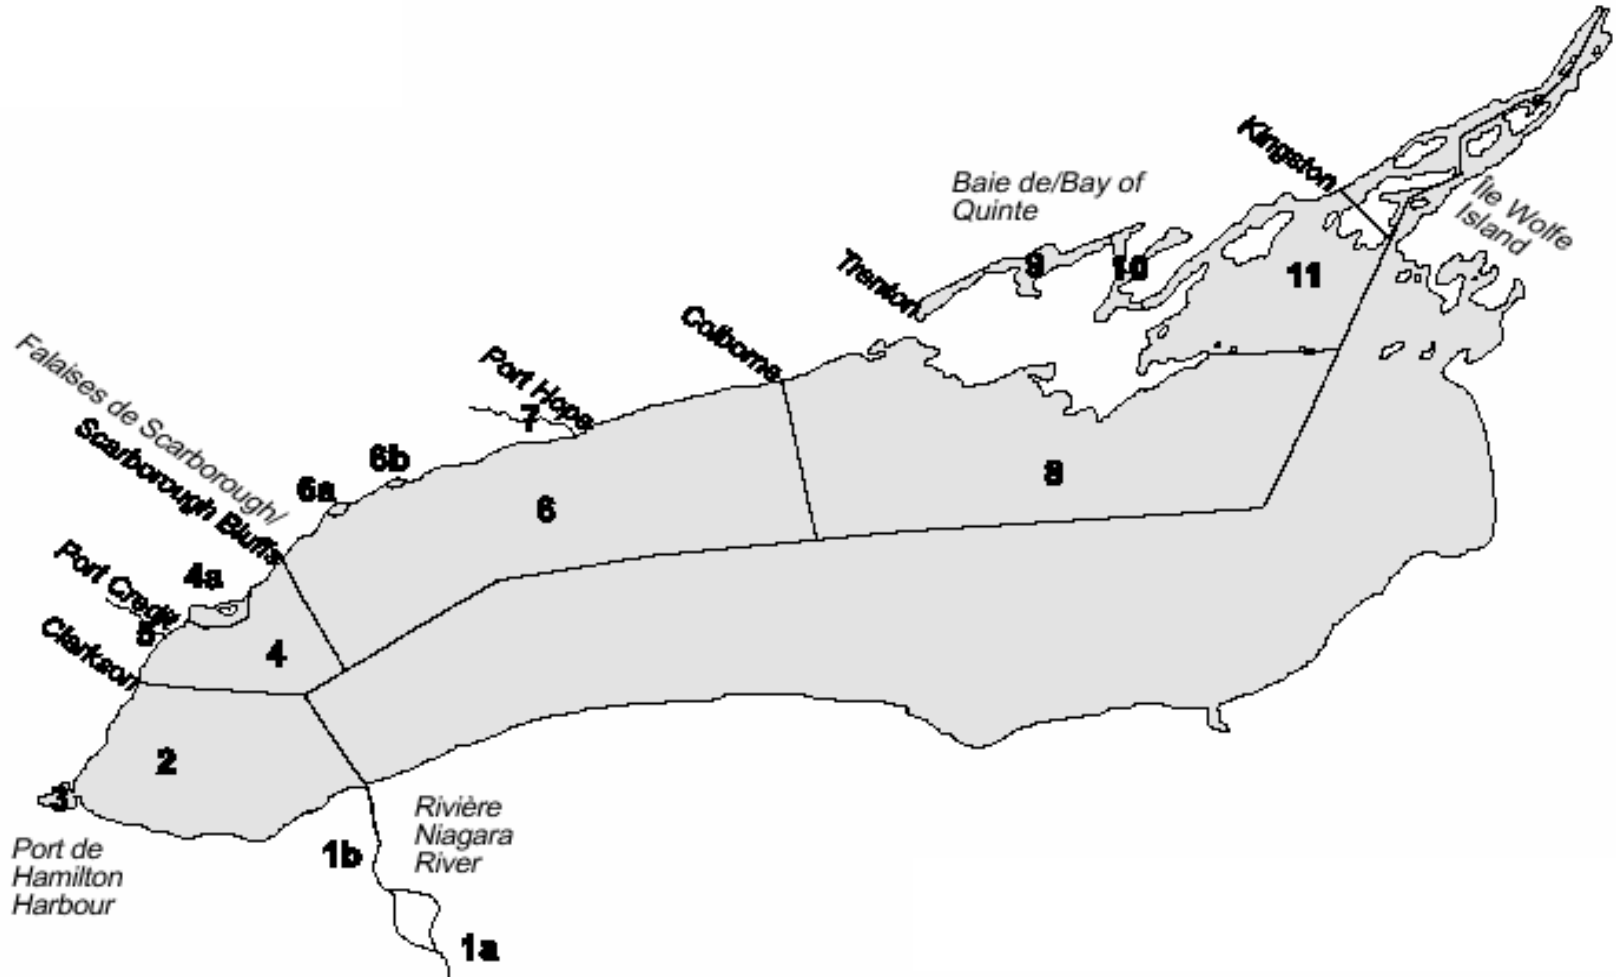 Kingston
Baie de/Bay of
Quinte
Île Wolfe
Island
Trenton
9
10
11
Colborne
Falaises de Scarborough/
Scarborough Bluffs
Port Hope
7
6b
6a
6
8
4a
Port Credit
5
Clarkson
4
2
3
Port de
Hamilton
Harbour
Rivière
Niagara
River
1b
1a